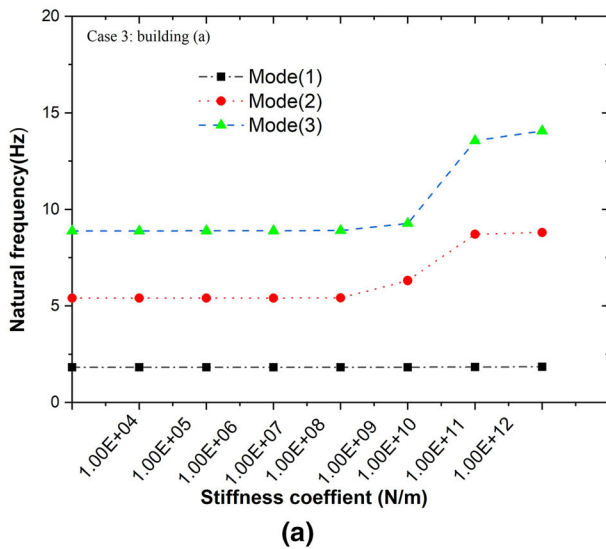 20
15
10
5
0
Natural frequency(Hz)
Case 3: building (a)
Mode(1)
Mode(2)
Mode(3)
1.00E+04
1.00E+05
1.00E+06
1.00E+07
1.00E+08
1.00E+09
1.00E+10
1.00E+11
1.00E+12
Stiffness coeffient (N/m)
(a)